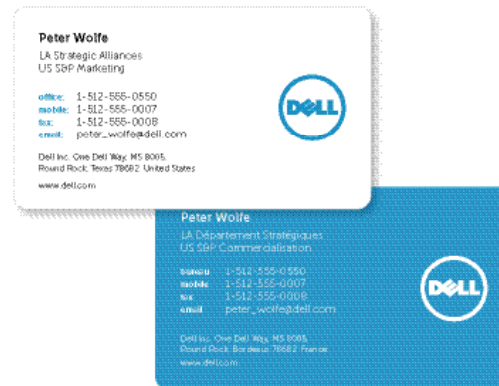 Peter Wolfe
LA Strategic Alliances
US S&P Marketing
office: 1-512-555-0550
mobile: 1-512-555-0007
fax: 1-512-555-0008
email: peter_wolfe@dell.com
DELL
Dell Inc. One Dell Way, MS 8005,
Round Rock, Texas 78682 United States
www.dell.com
Peter Wolfe
LA Département Stratégiques
US S&P Commercialisation
bureau 1-512-555-0550
mobile 1-512-555-0007
fax 1-512-555-0008
email peter_wolfe@dell.com
DELL
Dell Inc. One Dell Way, MS 8005,
Round Rock, Bordeaux 78682 France
www.dell.com